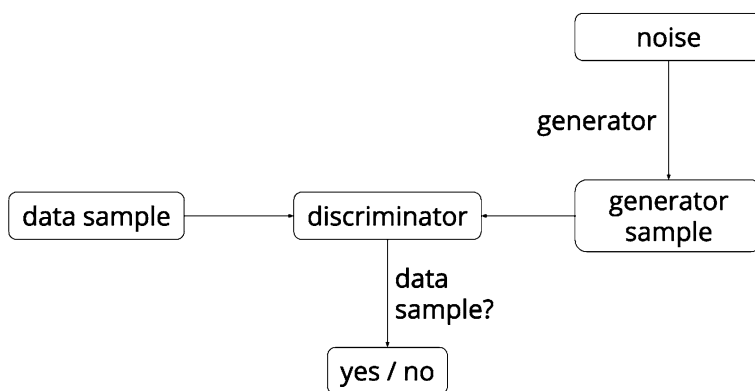 noise
generator
data sample
discriminator
generator
sample
data
sample?
yes / no